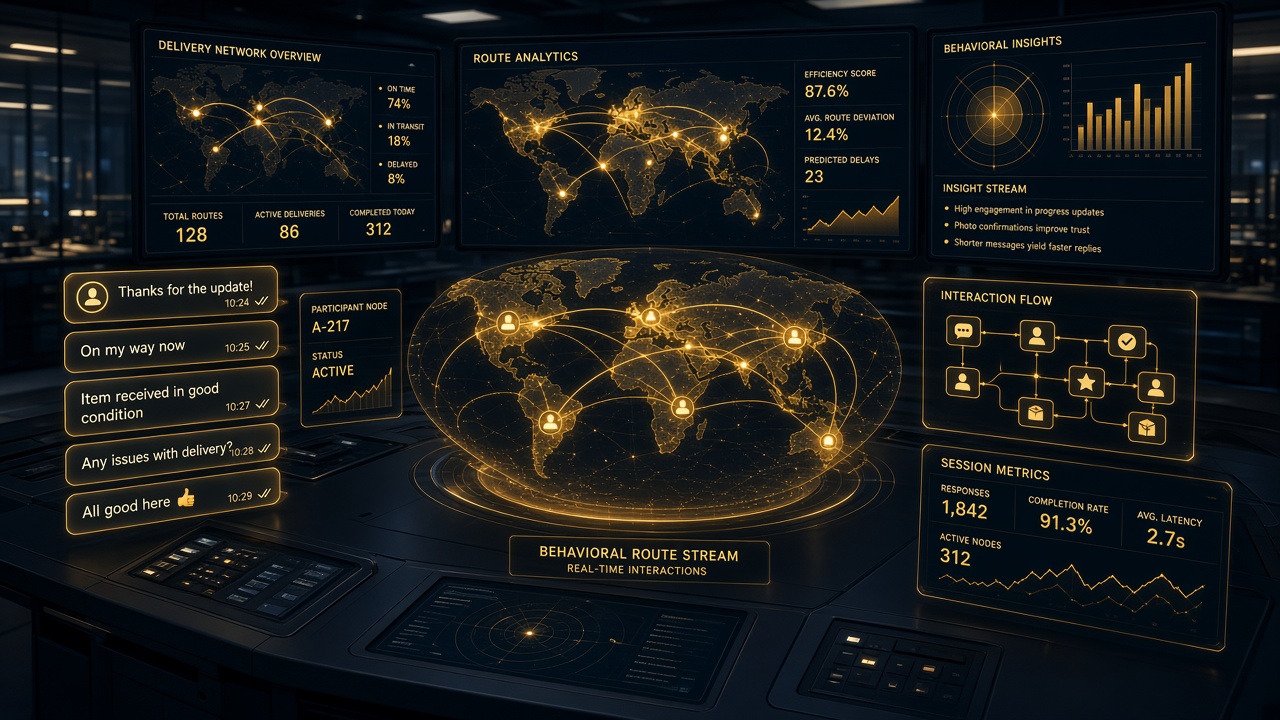 DELIVERY NETWORK OVERVIEW
• ON TIME
74%
• IN TRANSIT
18%
• DELAYED
8%
TOTAL ROUTES
128
ACTIVE DELIVERIES
86
COMPLETED TODAY
312
ROUTE ANALYTICS
EFFICIENCY SCORE
87.6%
AVG. ROUTE DEVIATION
12.4%
PREDICTED DELAYS
23
BEHAVIORAL INSIGHTS
INSIGHT STREAM
• High engagement in progress updates
• Photo confirmations improve trust
• Shorter messages yield faster replies
Thanks for the update!
10:24
On my way now
10:25
Item received in good
condition
10:27
Any issues with delivery?
10:28
All good here 👍
10:29
PARTICIPANT NODE
A-217
STATUS
ACTIVE
INTERACTION FLOW
SESSION METRICS
RESPONSES
1,842
COMPLETION RATE
91.3%
AVG. LATENCY
2.7s
ACTIVE NODES
312
BEHAVIORAL ROUTE STREAM
REAL-TIME INTERACTIONS